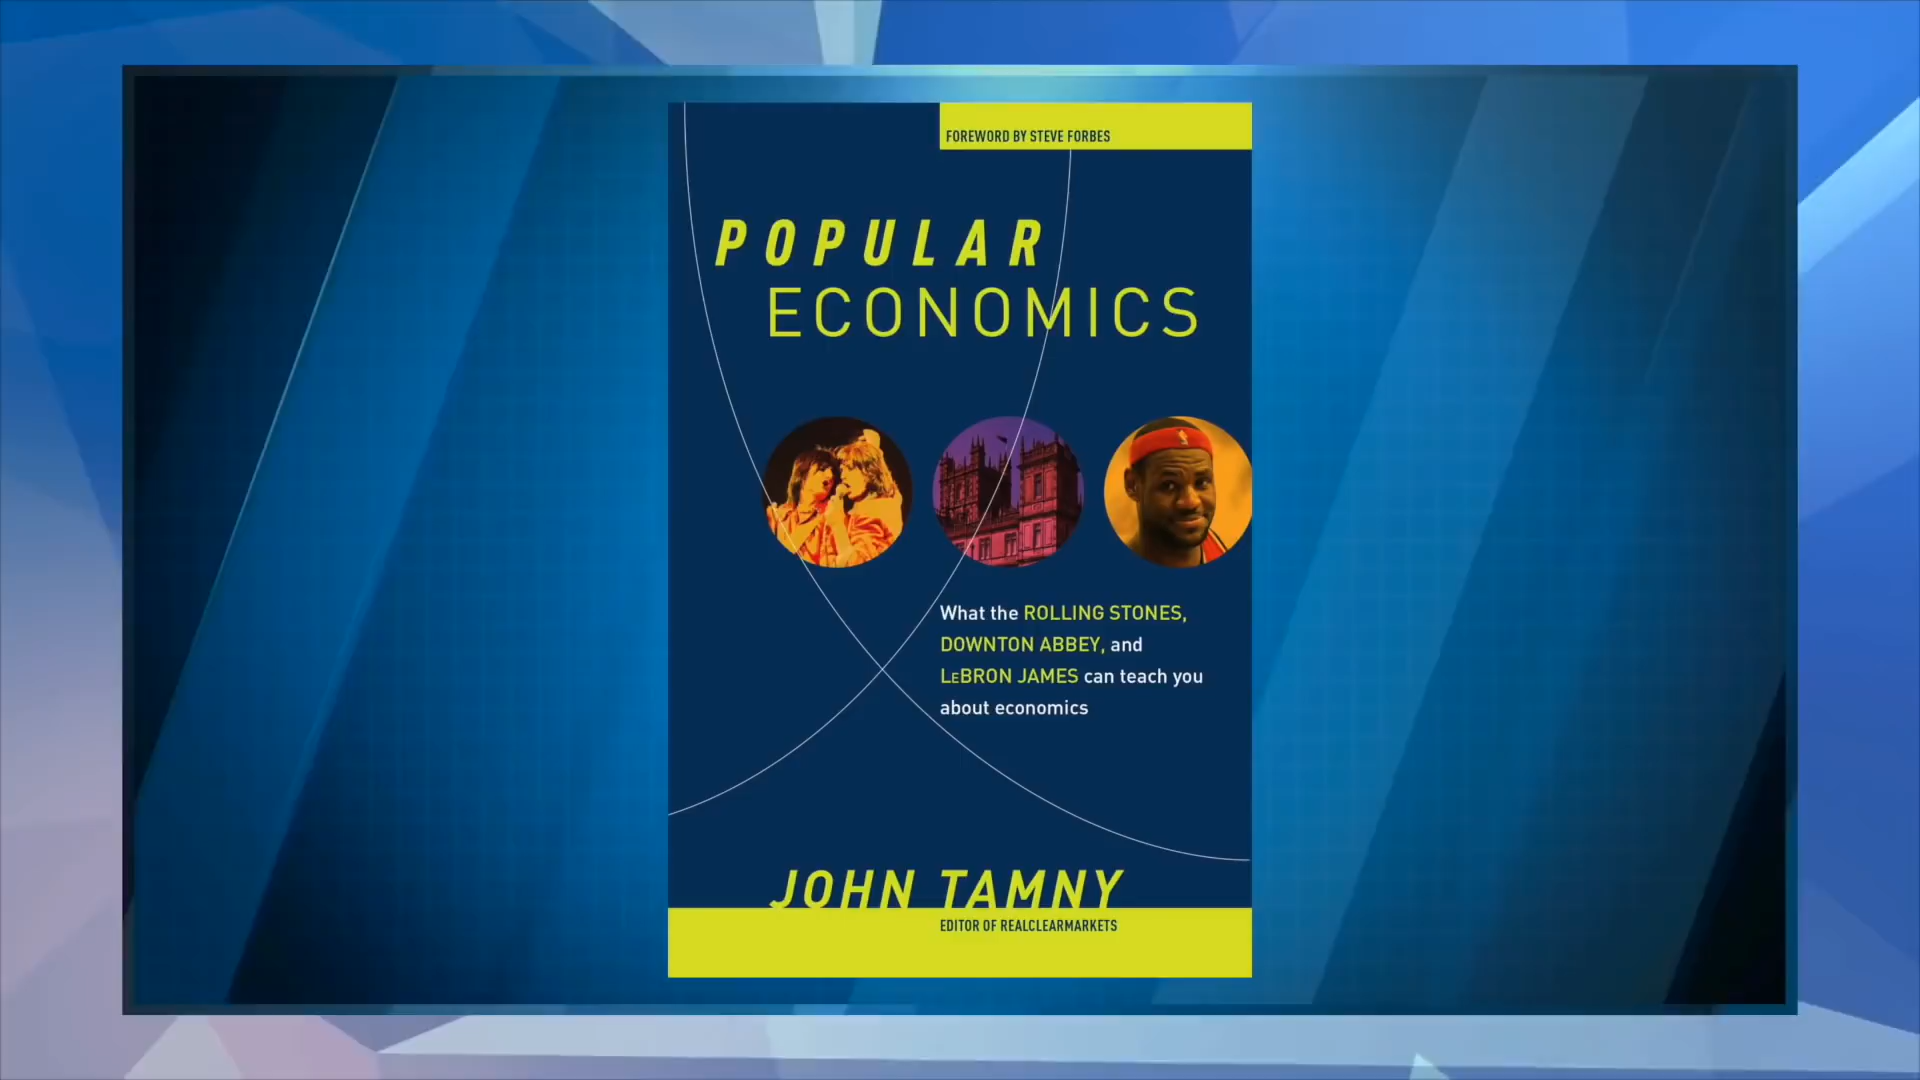 FOREWORD BY STEVE FORBES
POPULAR
ECONOMICS
What the ROLLING STONES,
DOWNTON ABBEY, and
LeBRON JAMES can teach you
about economics
JOHN TAMNY
EDITOR OF REALCLEARMARKETS